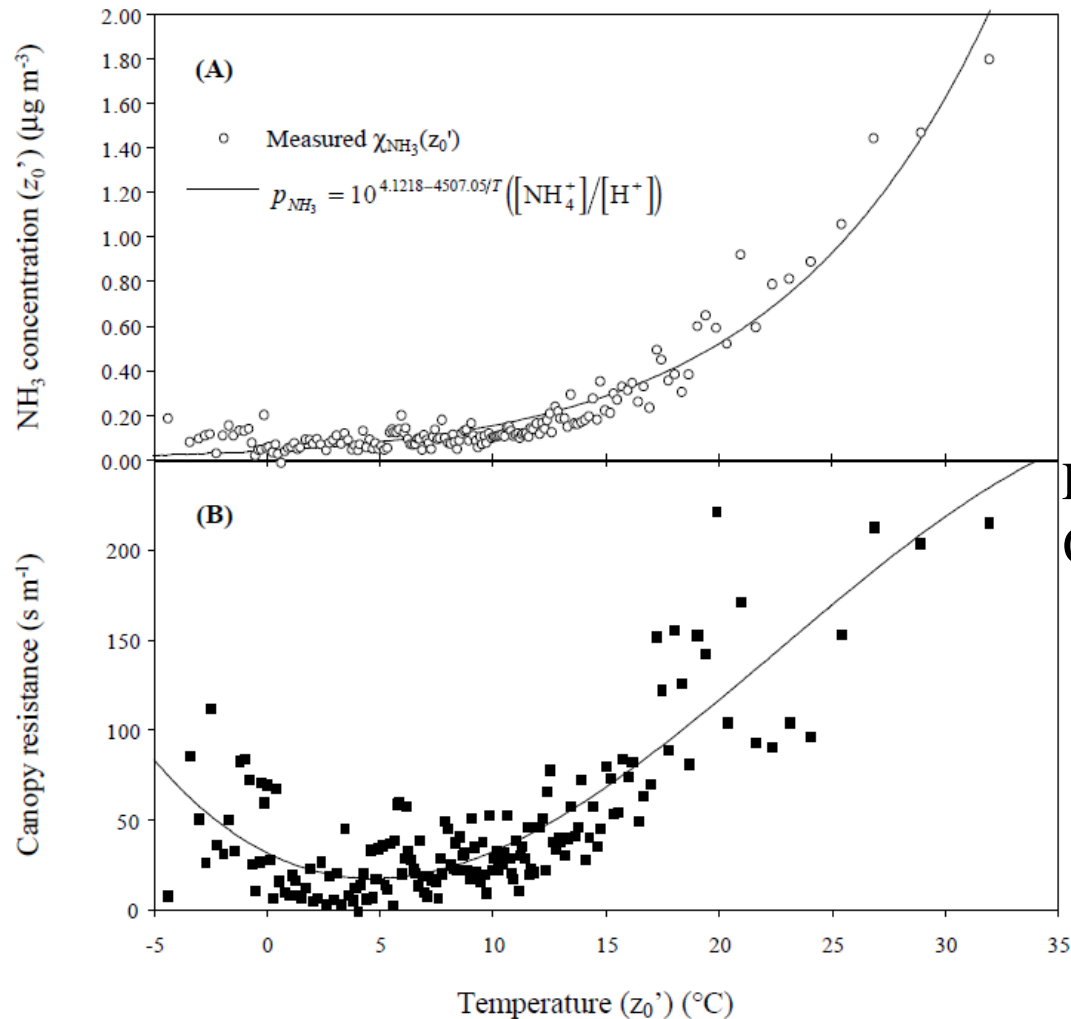 2.00
1.80
1.60
1.40
1.20
1.00
0.80
0.60
0.40
0.20
0.00
NH₃ concentration (z₀’) (µg m⁻³)
(A)
Measured χ_NH₃(z₀')
p_NH₃ = 10^{4.1218–4507.05/T}([NH₄⁺]/[H⁺])
200
150
100
50
0
Canopy resistance (s m⁻¹)
(B)
-5 0 5 10 15 20 25 30 35
Temperature (z₀’) (°C)